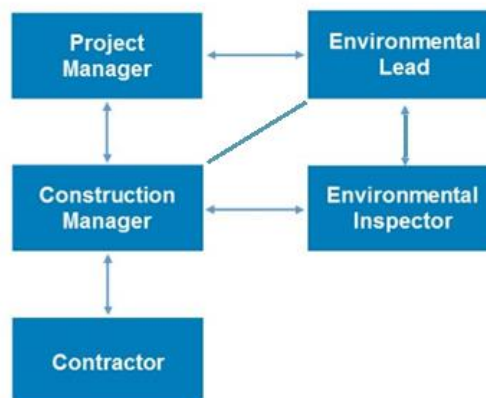 Project
Manager
Environmental
Lead
Construction
Manager
Environmental
Inspector
Contractor